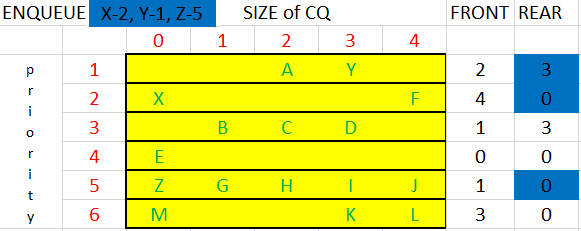 ENQUEUE X-2, Y-1, Z-5 SIZE of CQ FRONT REAR
0 1 2 3 4
p r i o r i t y
1 A Y 2 3
2 X F 4 0
3 B C D 1 3
4 E 0 0
5 Z G H I J 1 0
6 M K L 3 0